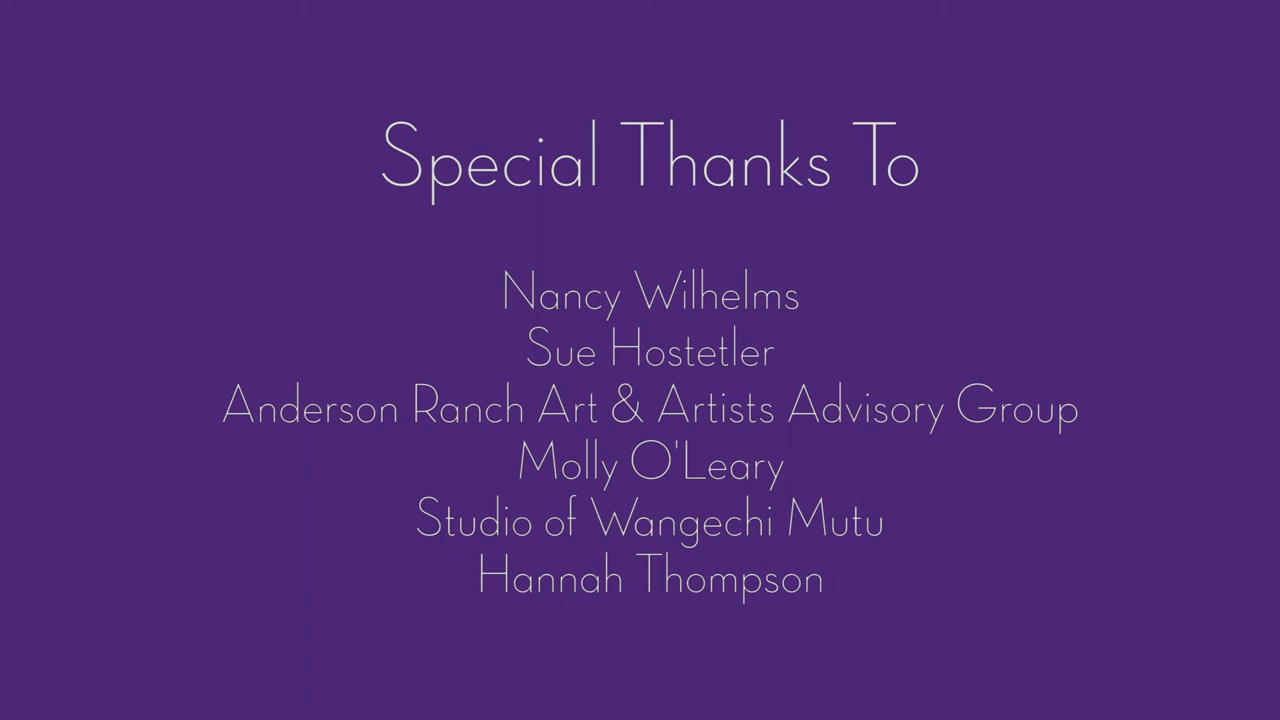 Special Thanks To
Nancy Wilhelms
Sue Hostetler
Anderson Ranch Art & Artists Advisory Group
Molly O'Leary
Studio of Wangechi Mutu
Hannah Thompson